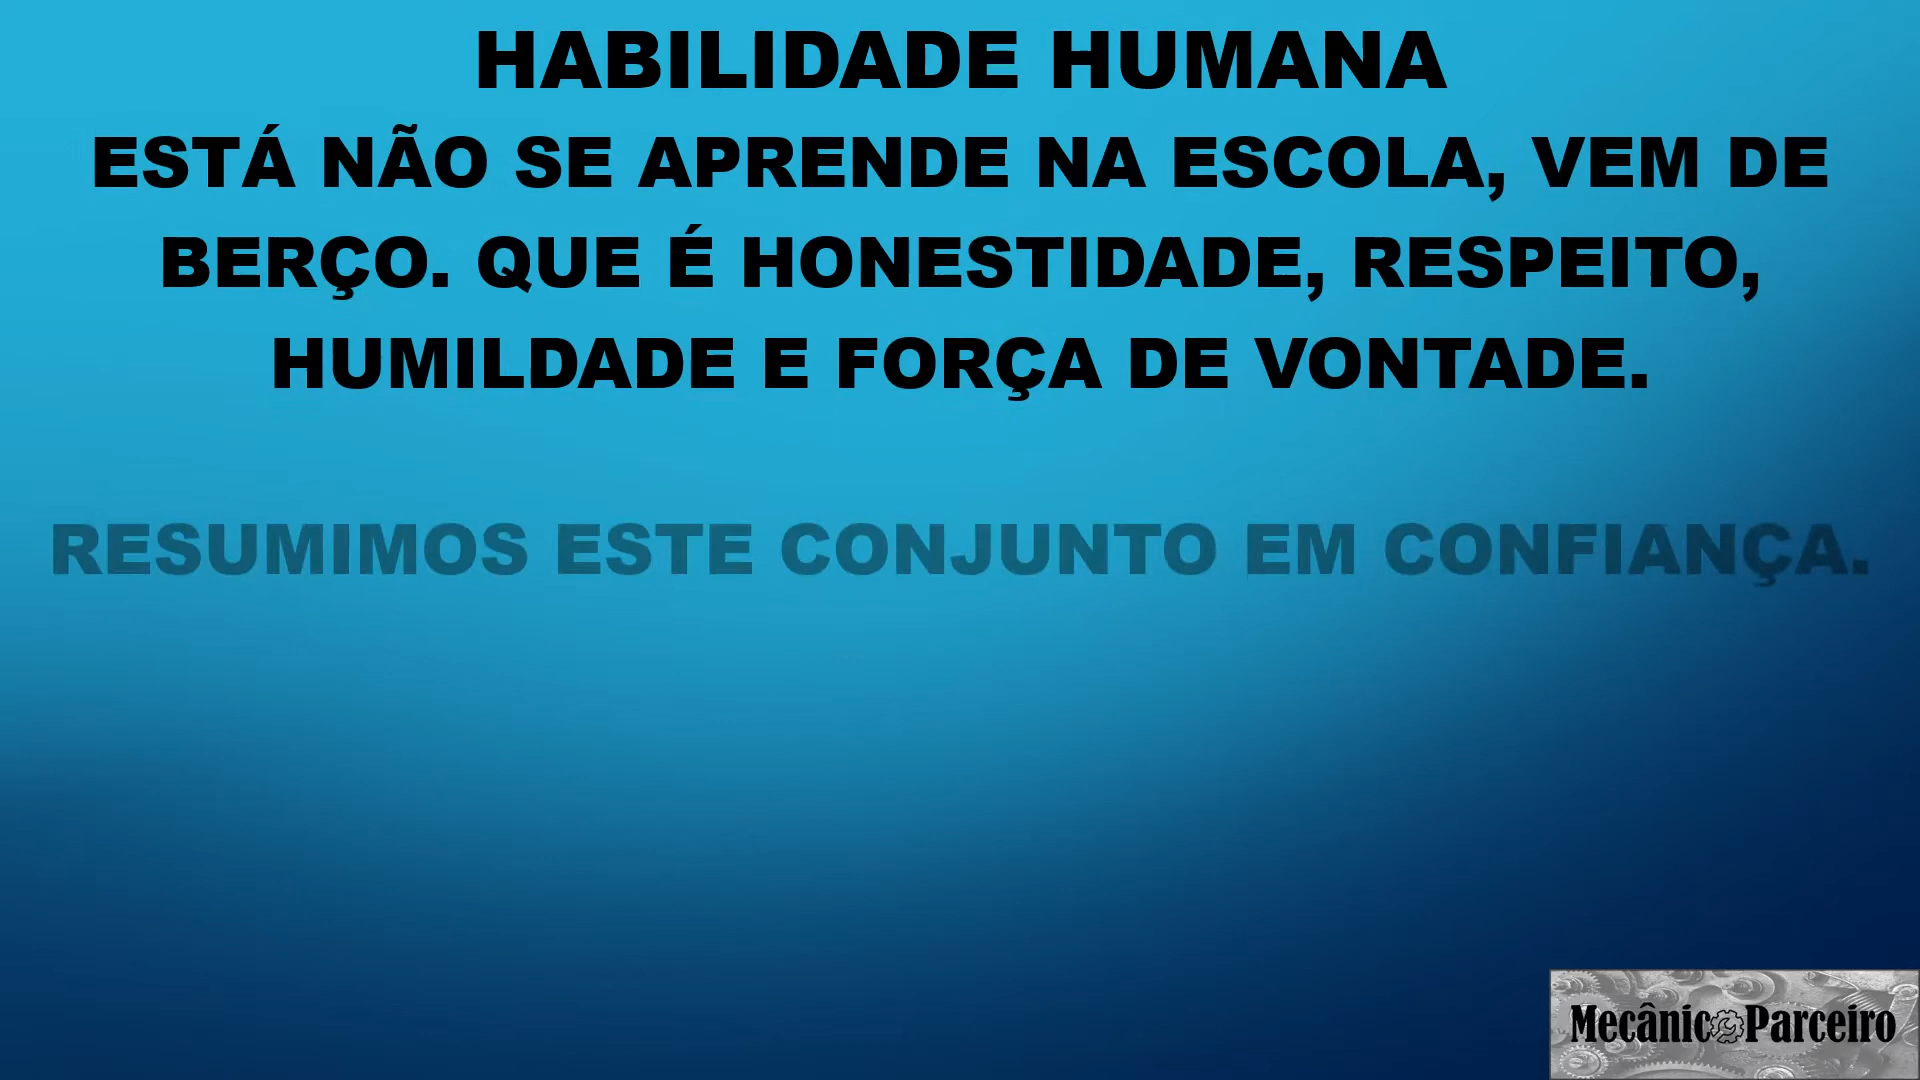 HABILIDADE HUMANA
ESTÁ NÃO SE APRENDE NA ESCOLA, VEM DE
BERÇO. QUE É HONESTIDADE, RESPEITO,
HUMILDADE E FORÇA DE VONTADE.
RESUMIMOS ESTE CONJUNTO EM CONFIANÇA.
Mecânico Parceiro